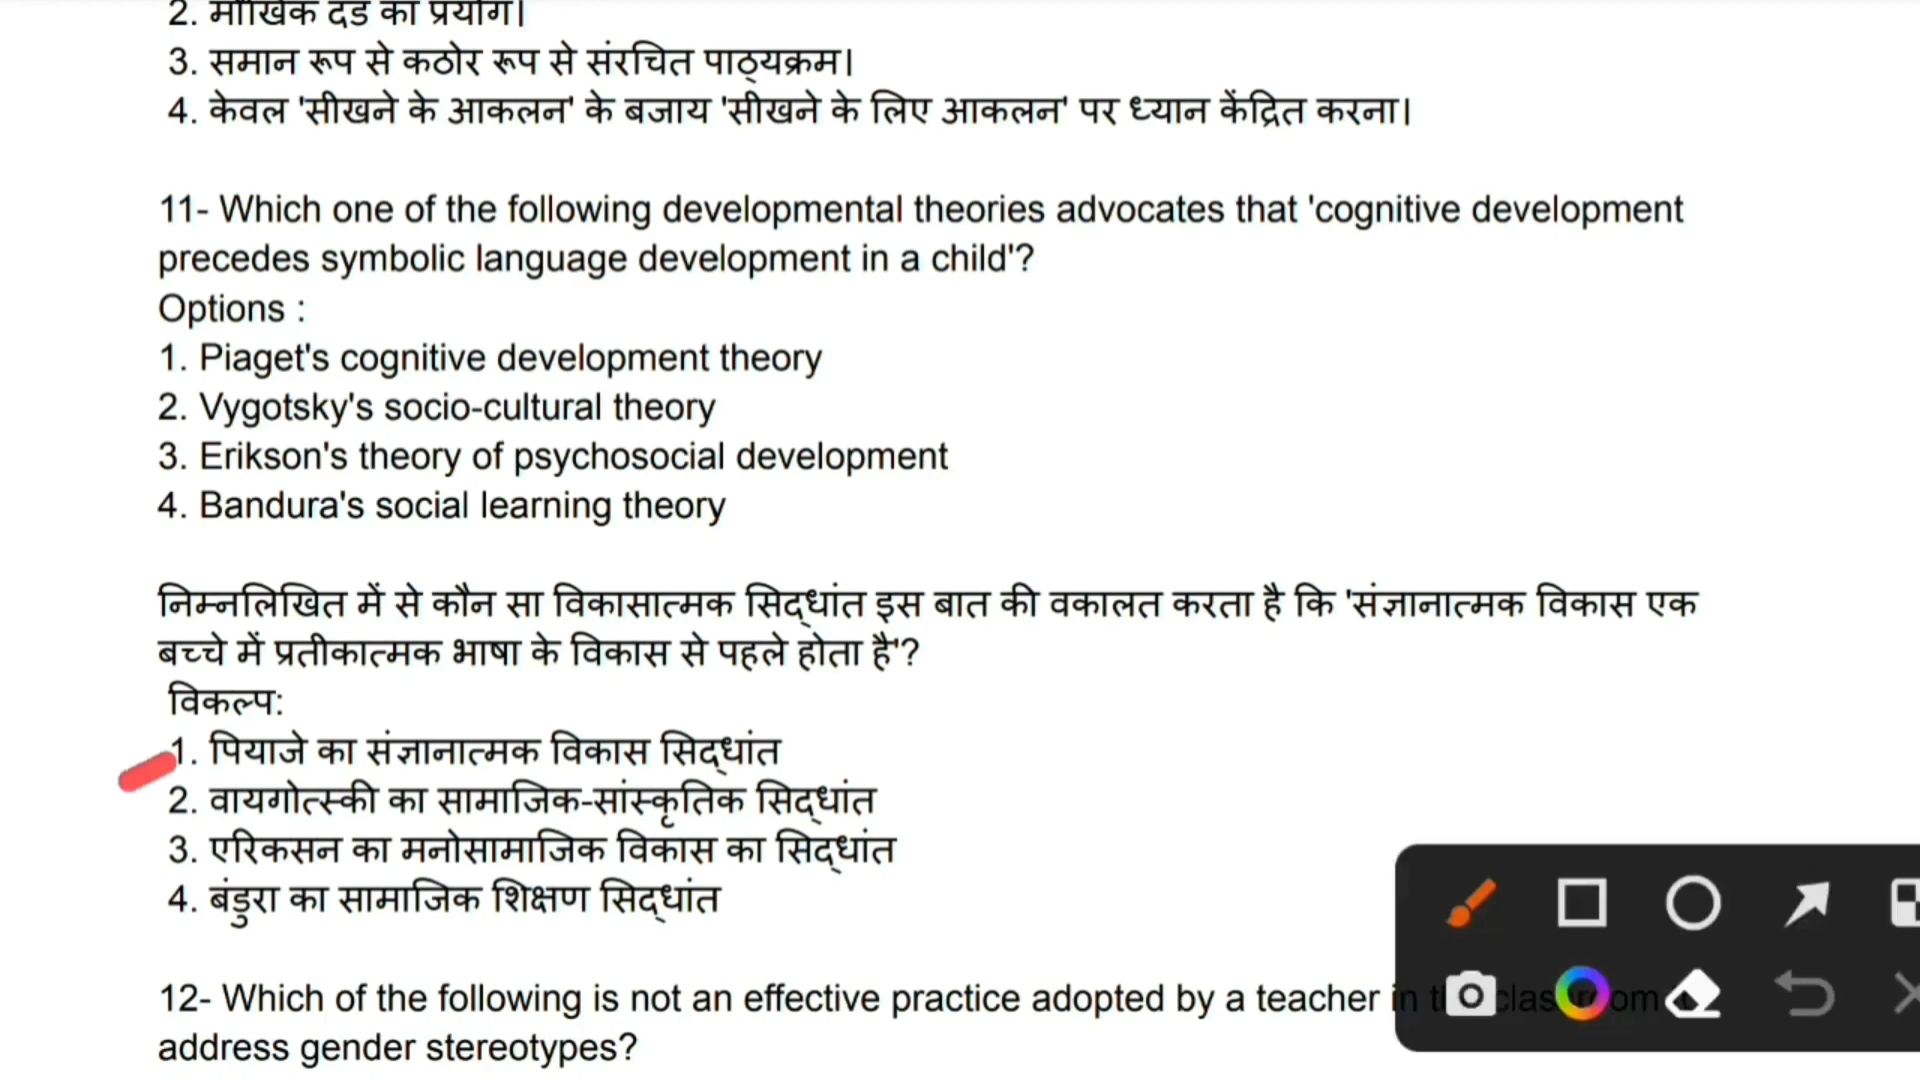 2. मौखिक दंड का प्रयोग।
3. समान रूप से कठोर रूप से संरचित पाठ्यक्रम।
4. केवल 'सीखने के आकलन' के बजाय 'सीखने के लिए आकलन' पर ध्यान केंद्रित करना।
11- Which one of the following developmental theories advocates that 'cognitive development
precedes symbolic language development in a child'?
Options :
1. Piaget's cognitive development theory
2. Vygotsky's socio-cultural theory
3. Erikson's theory of psychosocial development
4. Bandura's social learning theory
निम्नलिखित में से कौन सा विकासात्मक सिद्धांत इस बात की वकालत करता है कि 'संज्ञानात्मक विकास एक
बच्चे में प्रतीकात्मक भाषा के विकास से पहले होता है'?
विकल्प:
1. पियाजे का संज्ञानात्मक विकास सिद्धांत
2. वायगोत्स्की का सामाजिक-सांस्कृतिक सिद्धांत
3. एरिकसन का मनोसामाजिक विकास का सिद्धांत
4. बंडुरा का सामाजिक शिक्षण सिद्धांत
12- Which of the following is not an effective practice adopted by a teacher in
address gender stereotypes?